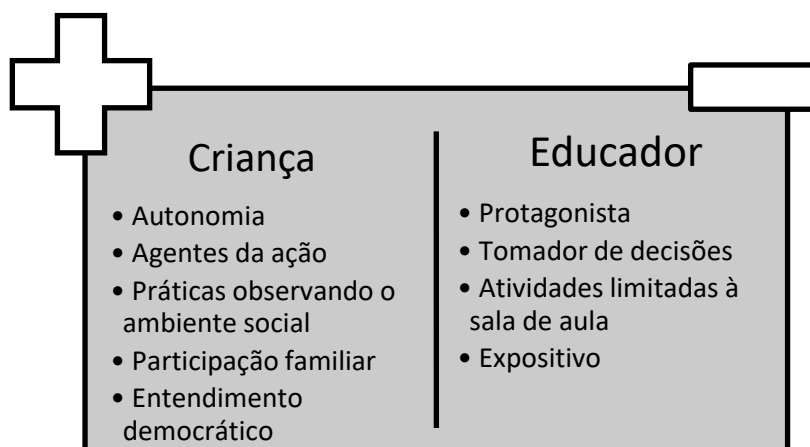 Criança
• Autonomia
• Agentes da ação
• Práticas observando o
ambiente social
• Participação familiar
• Entendimento
democrático
Educador
• Protagonista
• Tomador de decisões
• Atividades limitadas à
sala de aula
• Expositivo